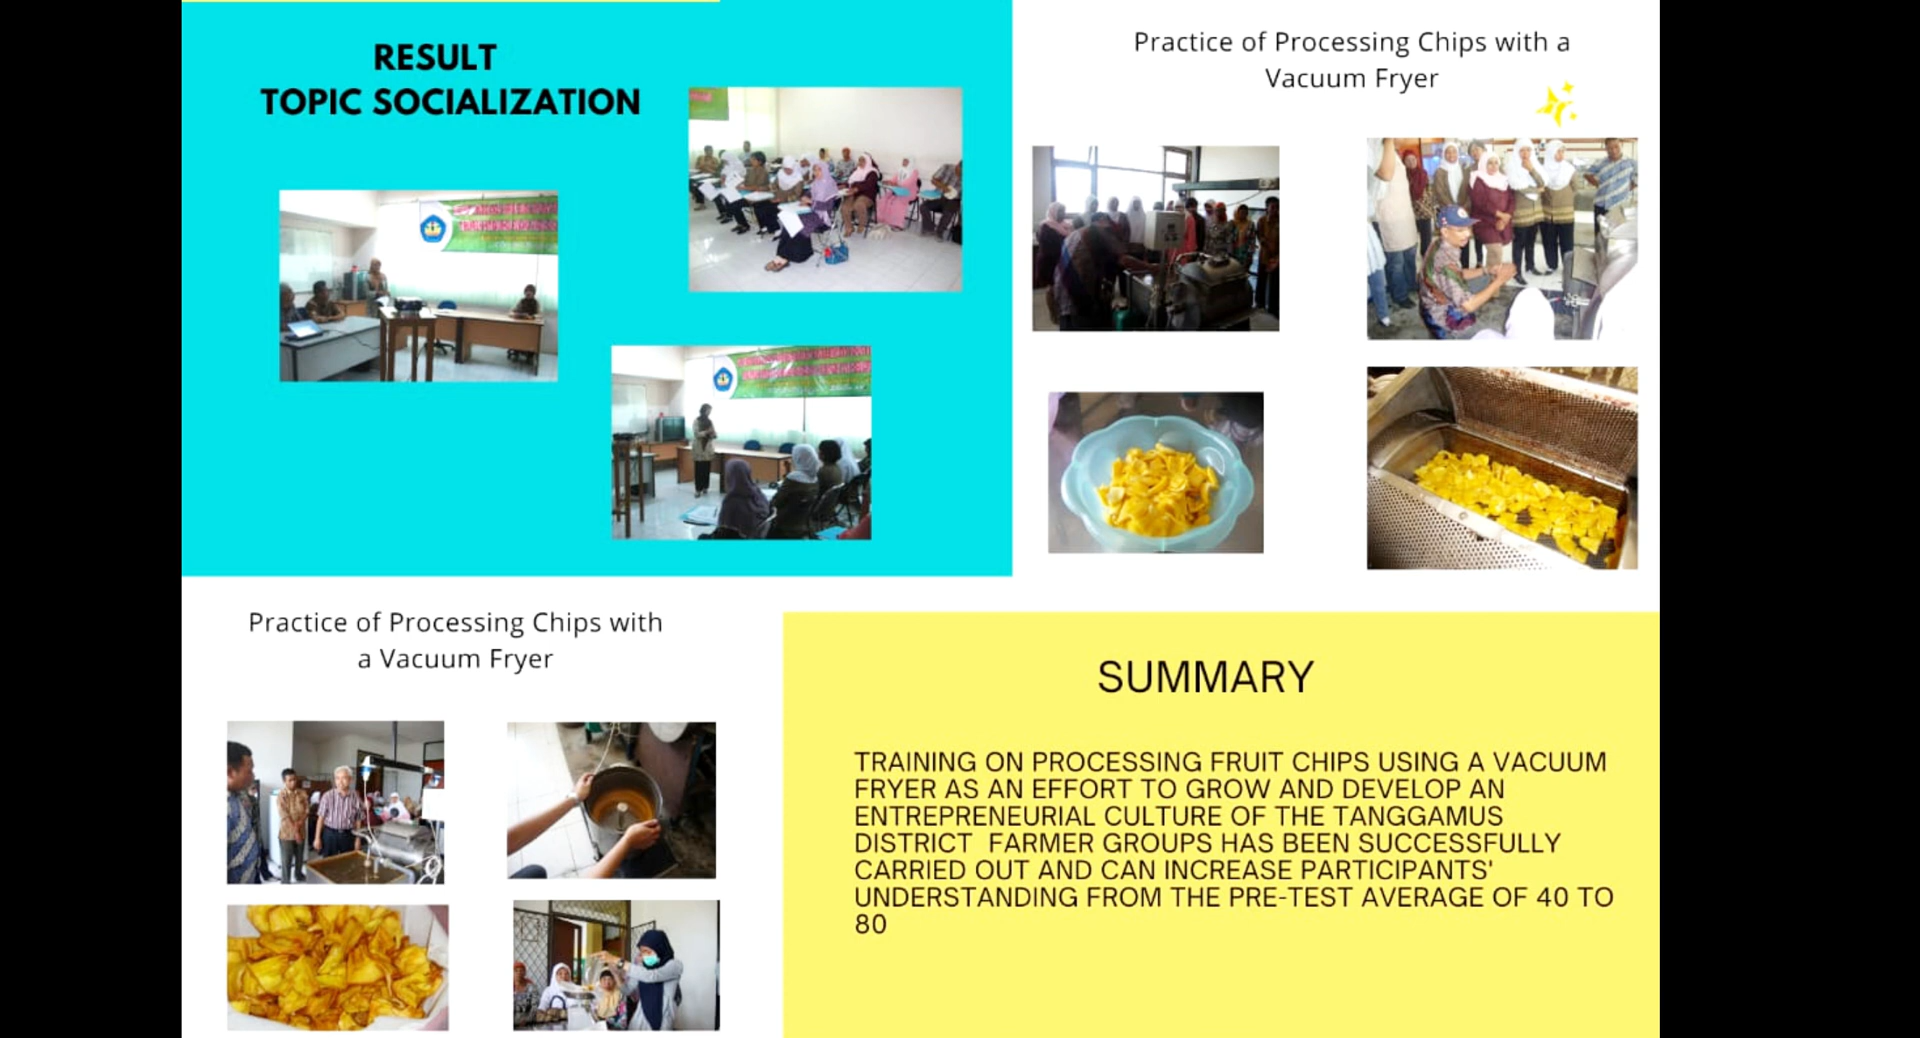 RESULT
TOPIC SOCIALIZATION
Practice of Processing Chips with a
Vacuum Fryer
Practice of Processing Chips with
a Vacuum Fryer
SUMMARY
TRAINING ON PROCESSING FRUIT CHIPS USING A VACUUM
FRYER AS AN EFFORT TO GROW AND DEVELOP AN
ENTREPRENEURIAL CULTURE OF THE TANGGAMUS
DISTRICT  FARMER GROUPS HAS BEEN SUCCESSFULLY
CARRIED OUT AND CAN INCREASE PARTICIPANTS'
UNDERSTANDING FROM THE PRE-TEST AVERAGE OF 40 TO
80